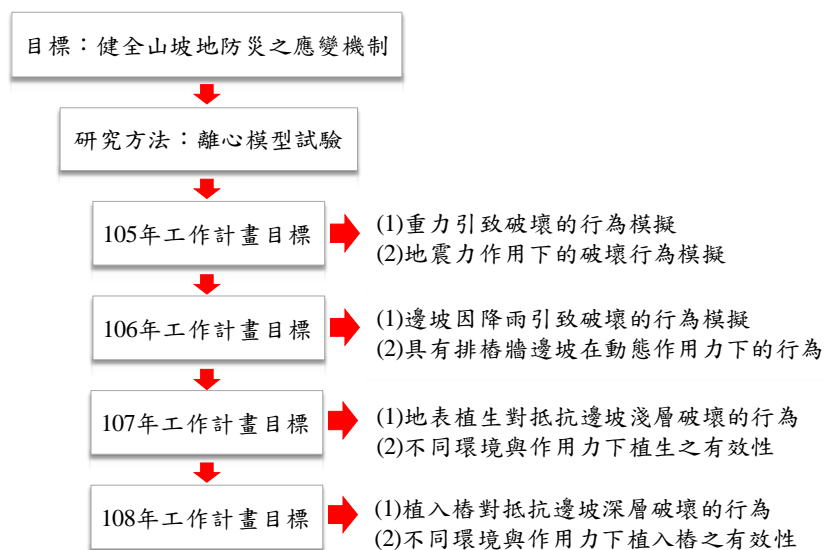 目標：健全山坡地防災之應變機制
研究方法：離心模型試驗
105年工作計畫目標
(1)重力引致破壞的行為模擬
(2)地震力作用下的破壞行為模擬
106年工作計畫目標
(1)邊坡因降雨引致破壞的行為模擬
(2)具有排樁牆邊坡在動態作用力下的行為
107年工作計畫目標
(1)地表植生對抵抗邊坡淺層破壞的行為
(2)不同環境與作用力下植生之有效性
108年工作計畫目標
(1)植入樁對抵抗邊坡深層破壞的行為
(2)不同環境與作用力下植入樁之有效性